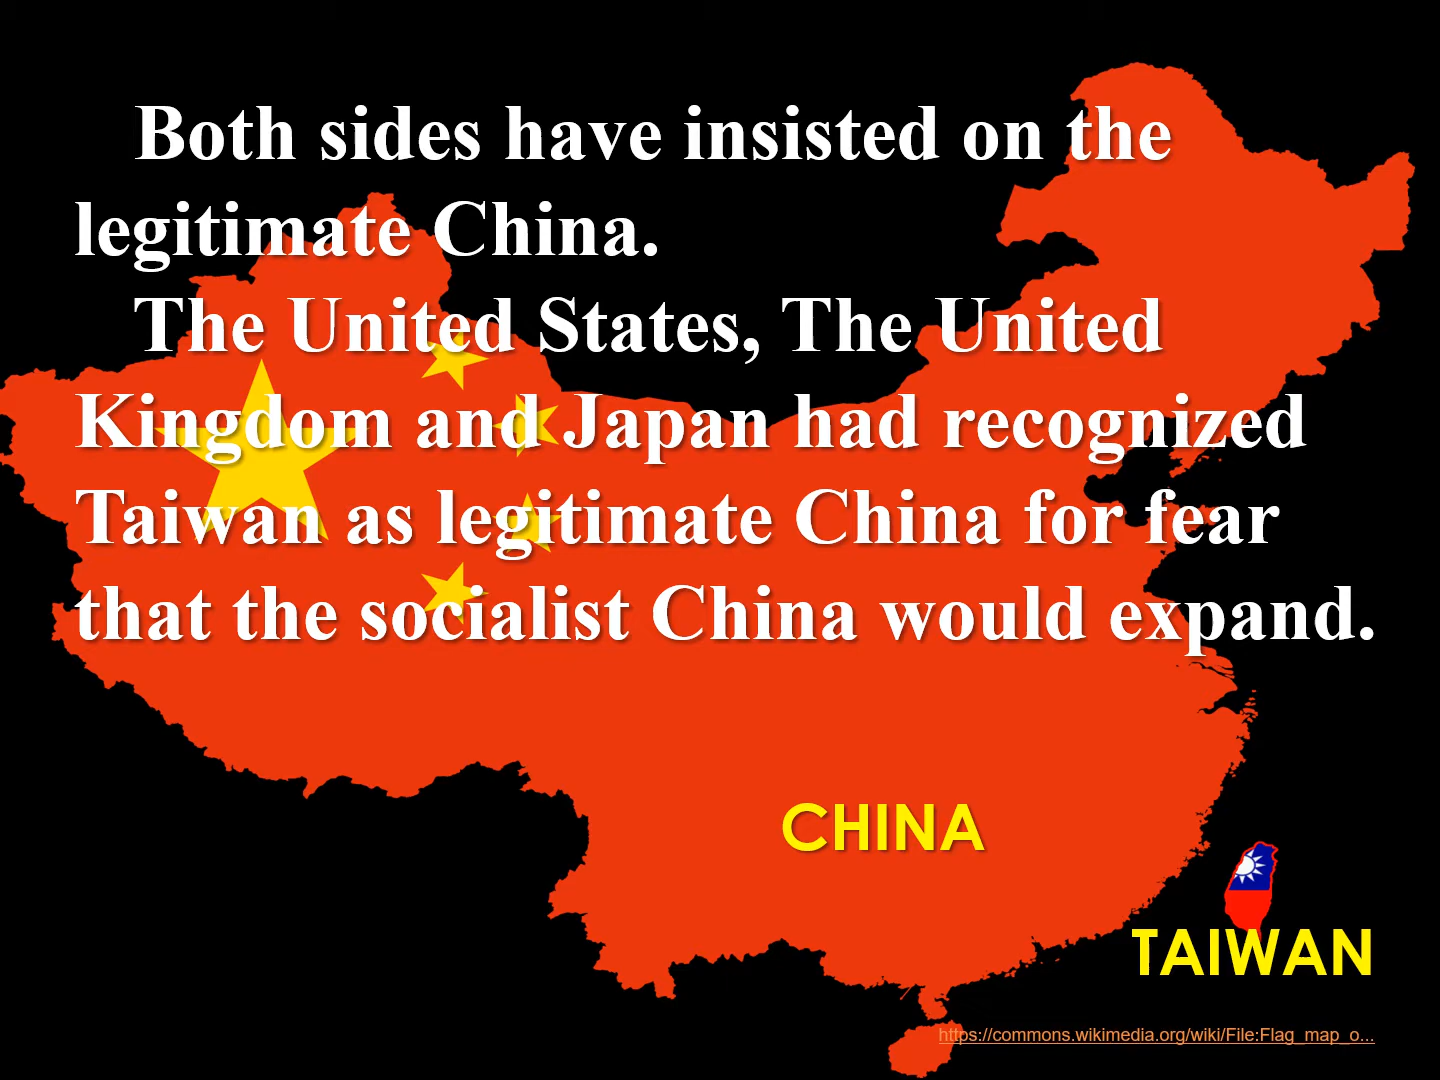 Both sides have insisted on the
legitimate China.
The United States, The United
Kingdom and Japan had recognized
Taiwan as legitimate China for fear
that the socialist China would expand.
CHINA
TAIWAN
https://commons.wikimedia.org/wiki/File:Flag_map_o...